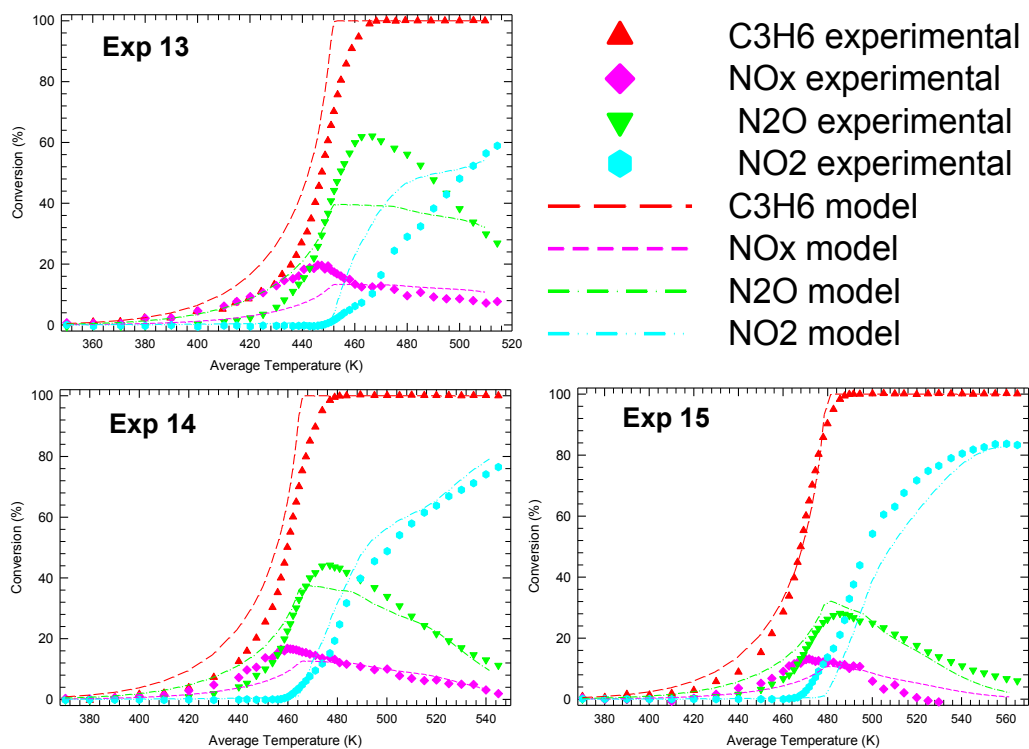 Exp 13
100
80
60
40
20
0
Conversion (%)
360 380 400 420 440 460 480 500 520
Average Temperature (K)
C3H6 experimental
NOx experimental
N2O experimental
NO2 experimental
C3H6 model
NOx model
N2O model
NO2 model
Exp 14
100
80
60
40
20
0
Conversion (%)
380 400 420 440 460 480 500 520 540
Average Temperature (K)
Exp 15
100
80
60
40
20
0
Conversion (%)
380 400 420 440 460 480 500 520 540 560
Average Temperature (K)